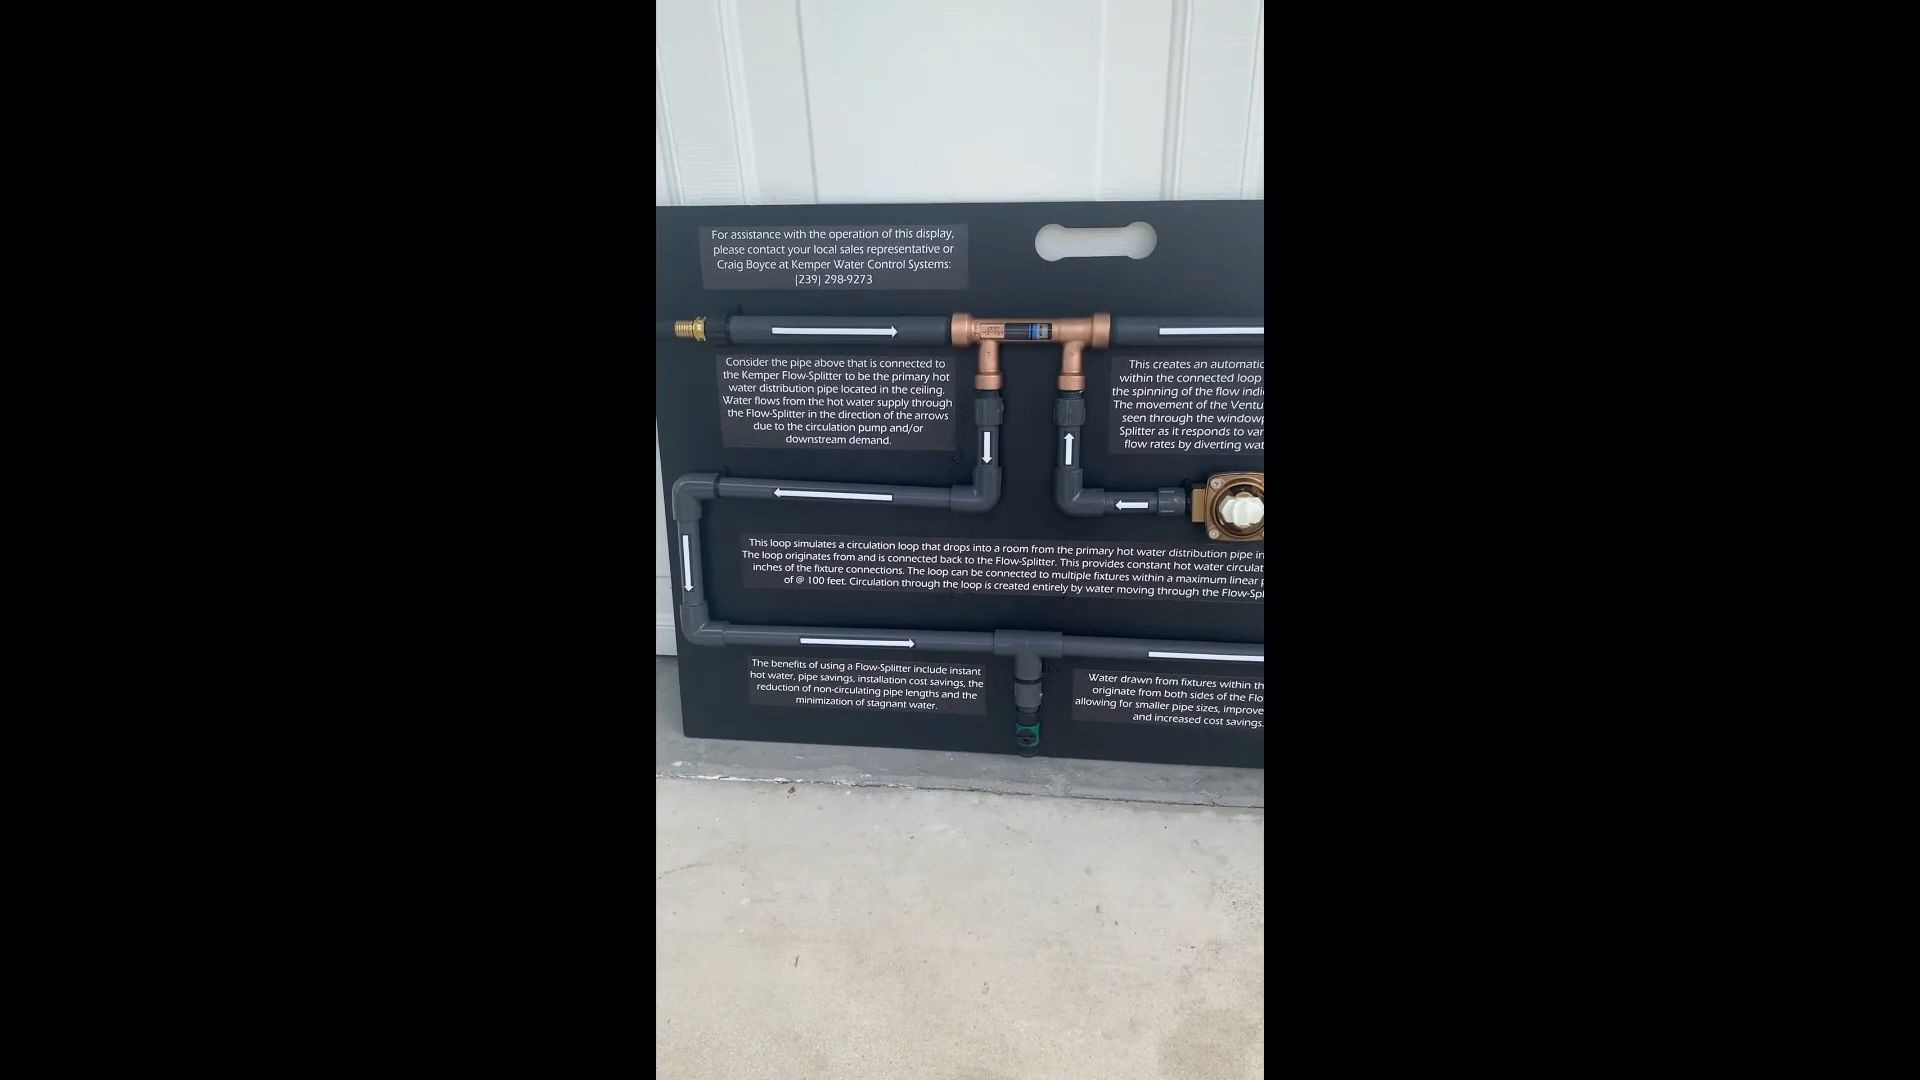 For assistance with the operation of this display,
please contact your local sales representative or
Craig Boyce at Kemper Water Control Systems:
(239) 298-9273
Consider the pipe above that is connected to
the Kemper Flow-Splitter to be the primary hot
water distribution pipe located in the ceiling.
Water flows from the hot water supply through
the Flow-Splitter in the direction of the arrows
due to the circulation pump and/or
downstream demand.
This creates an automatic
within the connected loop
the spinning of the flow indi
The movement of the Ventu
seen through the window
Splitter as it responds to var
flow rates by diverting wat
This loop simulates a circulation loop that drops into a room from the primary hot water distribution pipe in
The loop originates from and is connected back to the Flow-Splitter. This provides constant hot water circulat
inches of the fixture connections. The loop can be connected to multiple fixtures within a maximum linear
of @ 100 feet. Circulation through the loop is created entirely by water moving through the Flow-Spl
The benefits of using a Flow-Splitter include instant
hot water, pipe savings, installation cost savings, the
reduction of non-circulating pipe lengths and the
minimization of stagnant water.
Water drawn from fixtures within th
originate from both sides of the Flo
allowing for smaller pipe sizes, improve
and increased cost savings.